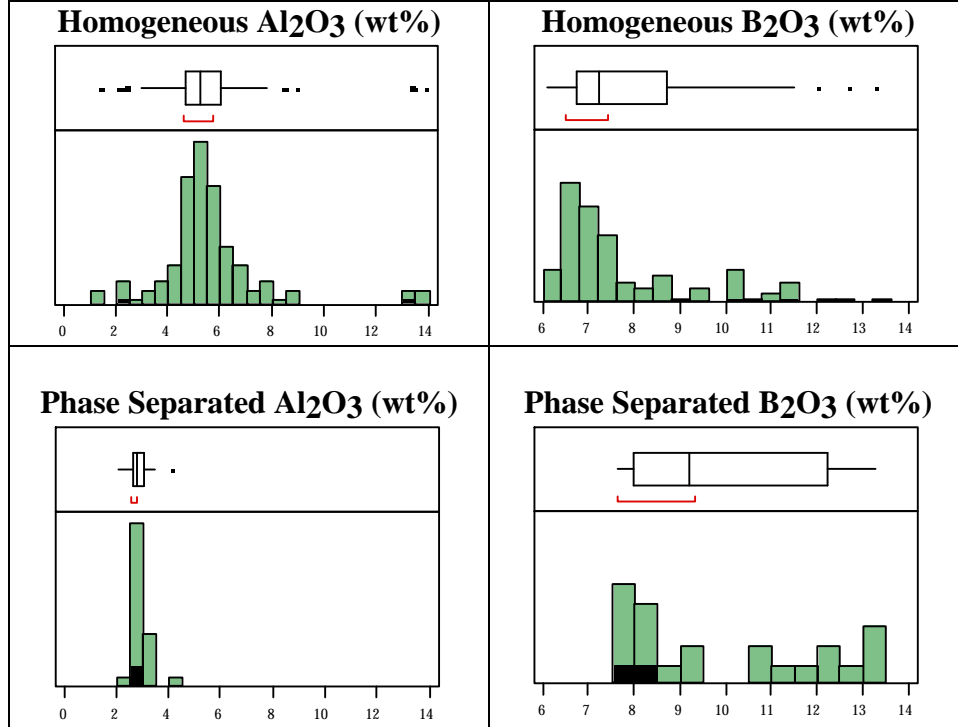 Homogeneous Al2O3 (wt%)
0 2 4 6 8 10 12 14
Homogeneous B2O3 (wt%)
6 7 8 9 10 11 12 13 14
Phase Separated Al2O3 (wt%)
0 2 4 6 8 10 12 14
Phase Separated B2O3 (wt%)
6 7 8 9 10 11 12 13 14